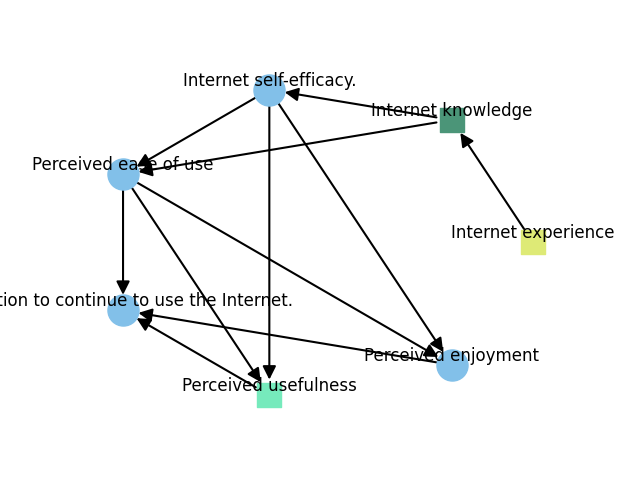 Internet self-efficacy.
Internet knowledge
Perceived ease of use
Internet experience
tion to continue to use the Internet.
Perceived enjoyment
Perceived usefulness